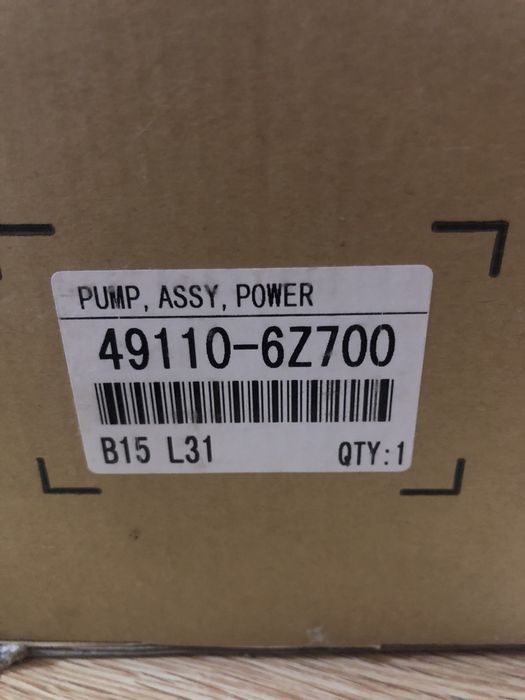 PUMP, ASSY, POWER
49110-6Z700
B15 L31
QTY:1